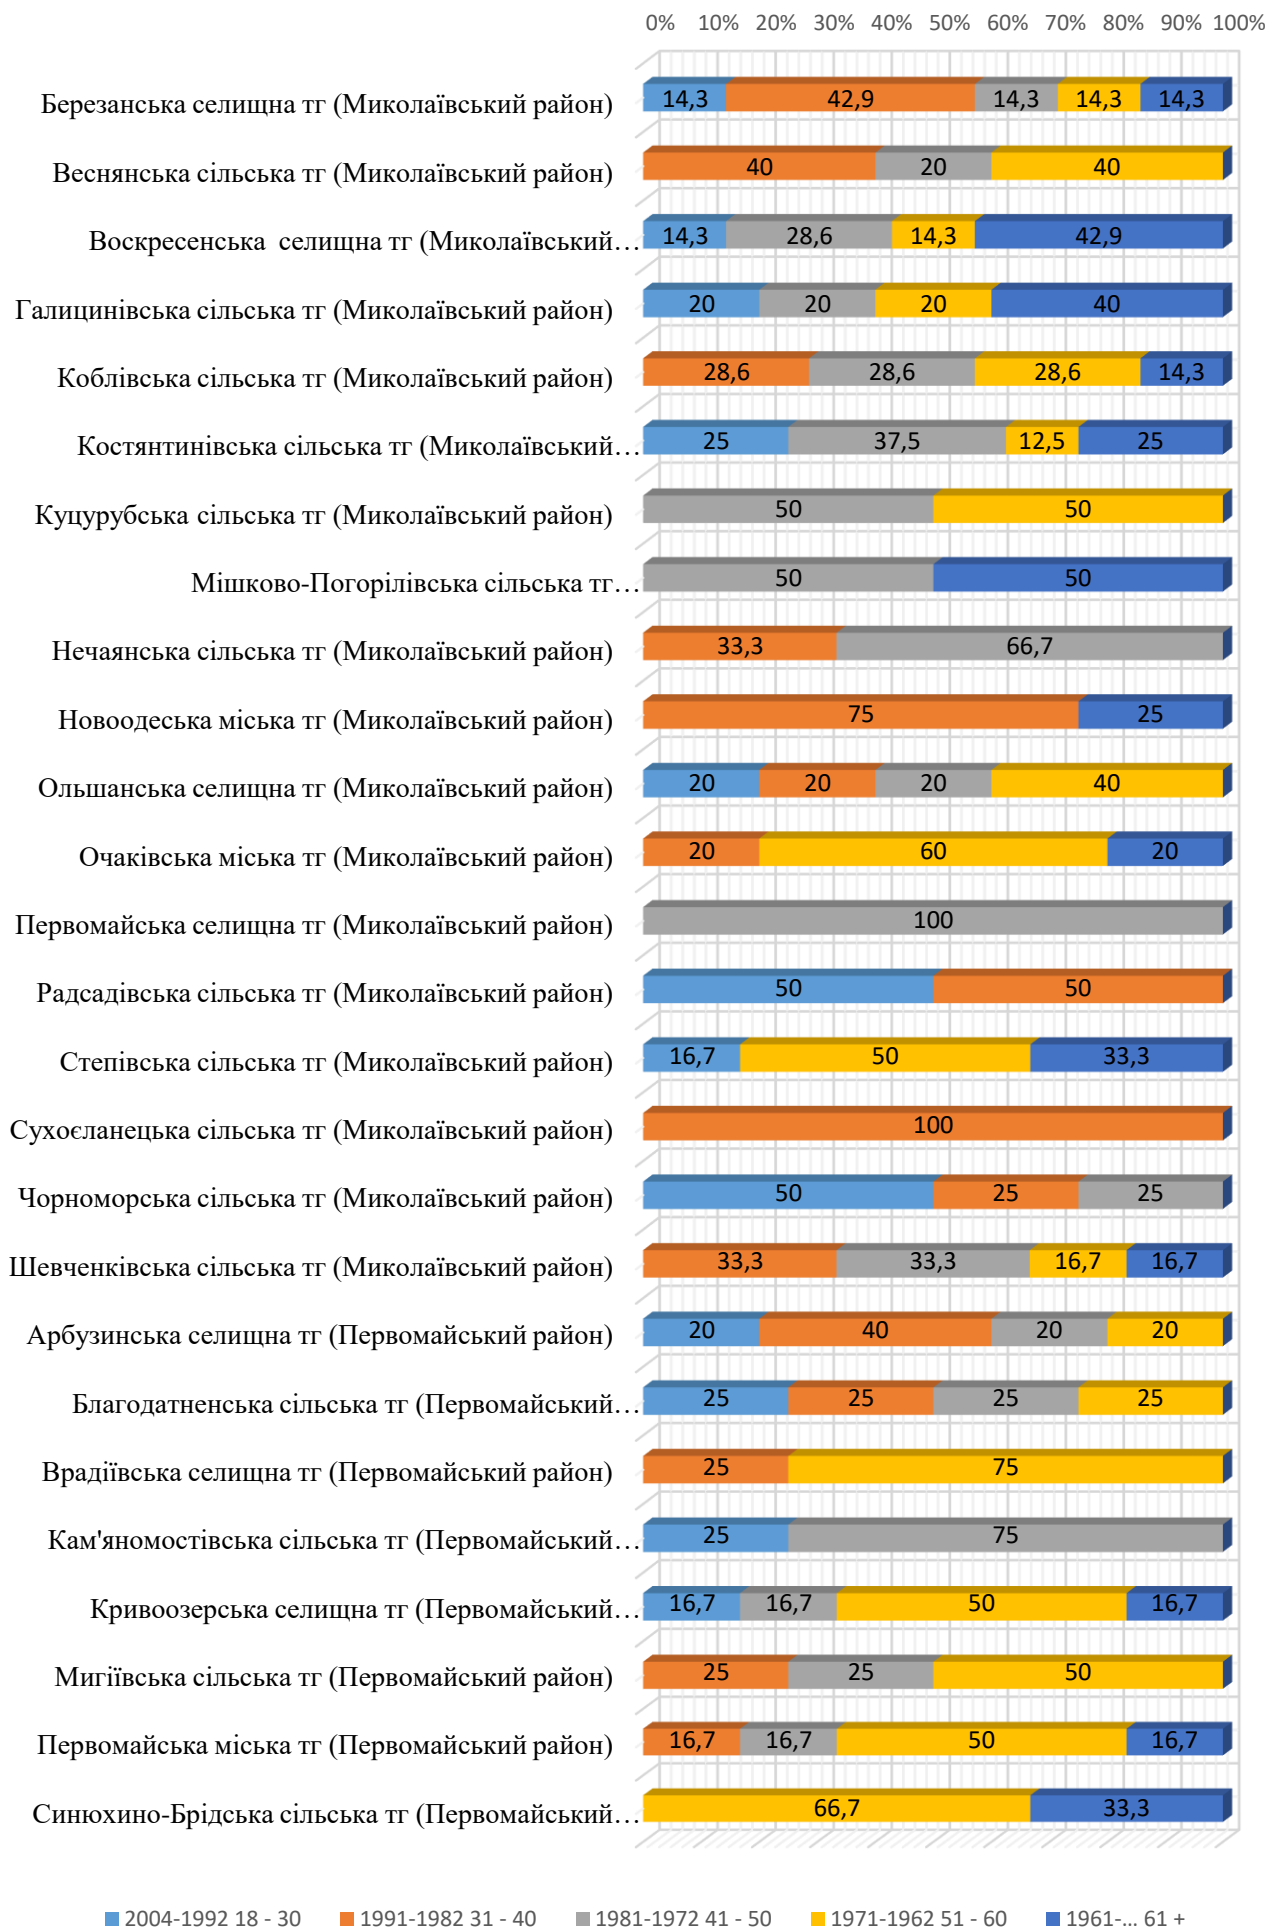 0% 10% 20% 30% 40% 50% 60% 70% 80% 90% 100%
Березанська селищна тг (Миколаївський район) 14,3 42,9 14,3 14,3 14,3
Веснянська сільська тг (Миколаївський район) 40 20 40
Воскресенська селищна тг (Миколаївський… 14,3 28,6 14,3 42,9
Галицинівська сільська тг (Миколаївський район) 20 20 20 40
Коблівська сільська тг (Миколаївський район) 28,6 28,6 28,6 14,3
Костянтинівська сільська тг (Миколаївський… 25 37,5 12,5 25
Куцурубська сільська тг (Миколаївський район) 50 50
Мішково-Погорілівська сільська тг… 50 50
Нечаянська сільська тг (Миколаївський район) 33,3 66,7
Новоодеська міська тг (Миколаївський район) 75 25
Ольшанська селищна тг (Миколаївський район) 20 20 20 40
Очаківська міська тг (Миколаївський район) 20 60 20
Первомайська селищна тг (Миколаївський район) 100
Радсадівська сільська тг (Миколаївський район) 50 50
Степівська сільська тг (Миколаївський район) 16,7 50 33,3
Сухоєланецька сільська тг (Миколаївський район) 100
Чорноморська сільська тг (Миколаївський район) 50 25 25
Шевченківська сільська тг (Миколаївський район) 33,3 33,3 16,7 16,7
Арбузинська селищна тг (Первомайський район) 20 40 20 20
Благодатненська сільська тг (Первомайський… 25 25 25 25
Врадіївська селищна тг (Первомайський район) 25 75
Кам'яномостівська сільська тг (Первомайський… 25 75
Кривоозерська селищна тг (Первомайський… 16,7 16,7 50 16,7
Мигіївська сільська тг (Первомайський район) 25 25 50
Первомайська міська тг (Первомайський район) 16,7 16,7 50 16,7
Синюхино-Брідська сільська тг (Первомайський… 66,7 33,3
2004-1992 18 - 30 1991-1982 31 - 40 1981-1972 41 - 50 1971-1962 51 - 60 1961-... 61 +